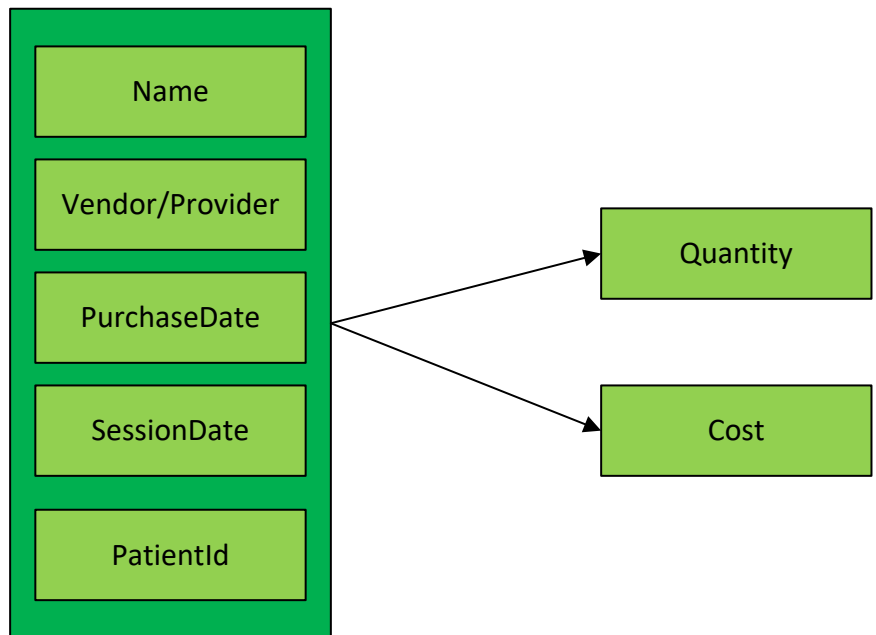 Name
Vendor/Provider
PurchaseDate
SessionDate
PatientId
Quantity
Cost